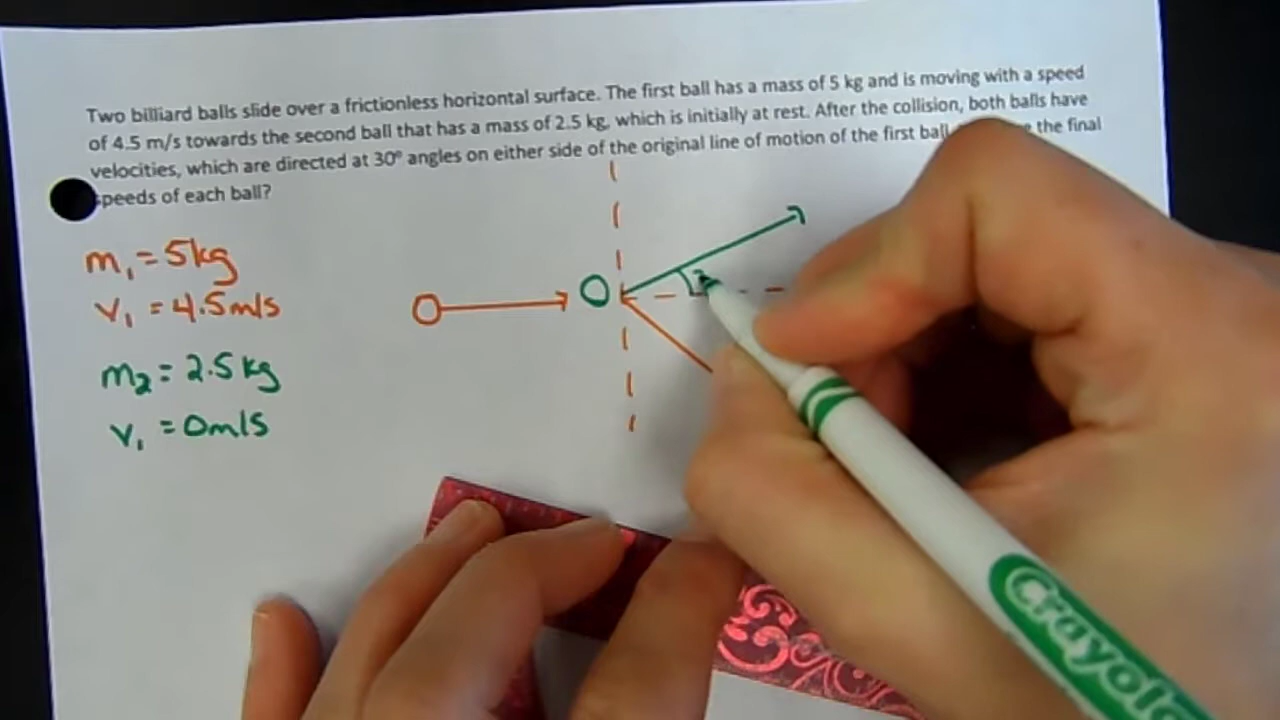 Two billiard balls slide over a frictionless horizontal surface. The first ball has a mass of 5 kg and is moving with a speed
of 4.5 m/s towards the second ball that has a mass of 2.5 kg, which is initially at rest. After the collision, both balls have
velocities, which are directed at 30° angles on either side of the original line of motion of the first ball the final
speeds of each ball?
m₁ = 5kg
v₁ = 4.5m/s
m₂ = 2.5kg
v₁ = 0m/s
Crayola